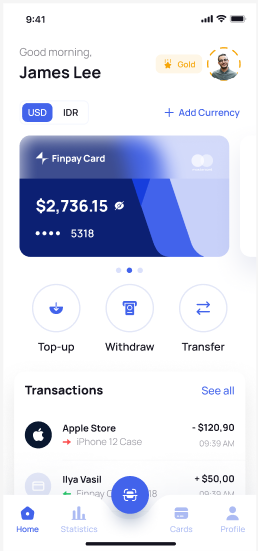 9:41
Good morning,
James Lee
Gold
USD IDR
+ Add Currency
Finpay Card
$2,736.15
•••• 5318
Top-up Withdraw Transfer
Transactions See all
Apple Store - $120,90
iPhone 12 Case 09:39 AM
Ilya Vasil + $50,00
Finpay 18 09:39 AM
Home Statistics Cards Profile